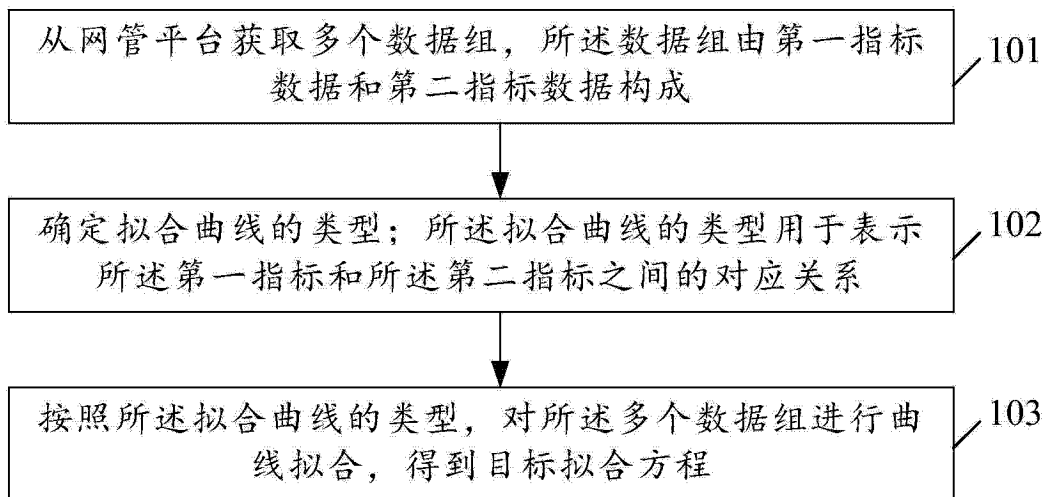 从网管平台获取多个数据组，所述数据组由第一指标
数据和第二指标数据构成
101
确定拟合曲线的类型；所述拟合曲线的类型用于表示
所述第一指标和所述第二指标之间的对应关系
102
按照所述拟合曲线的类型，对所述多个数据组进行曲
线拟合，得到目标拟合方程
103